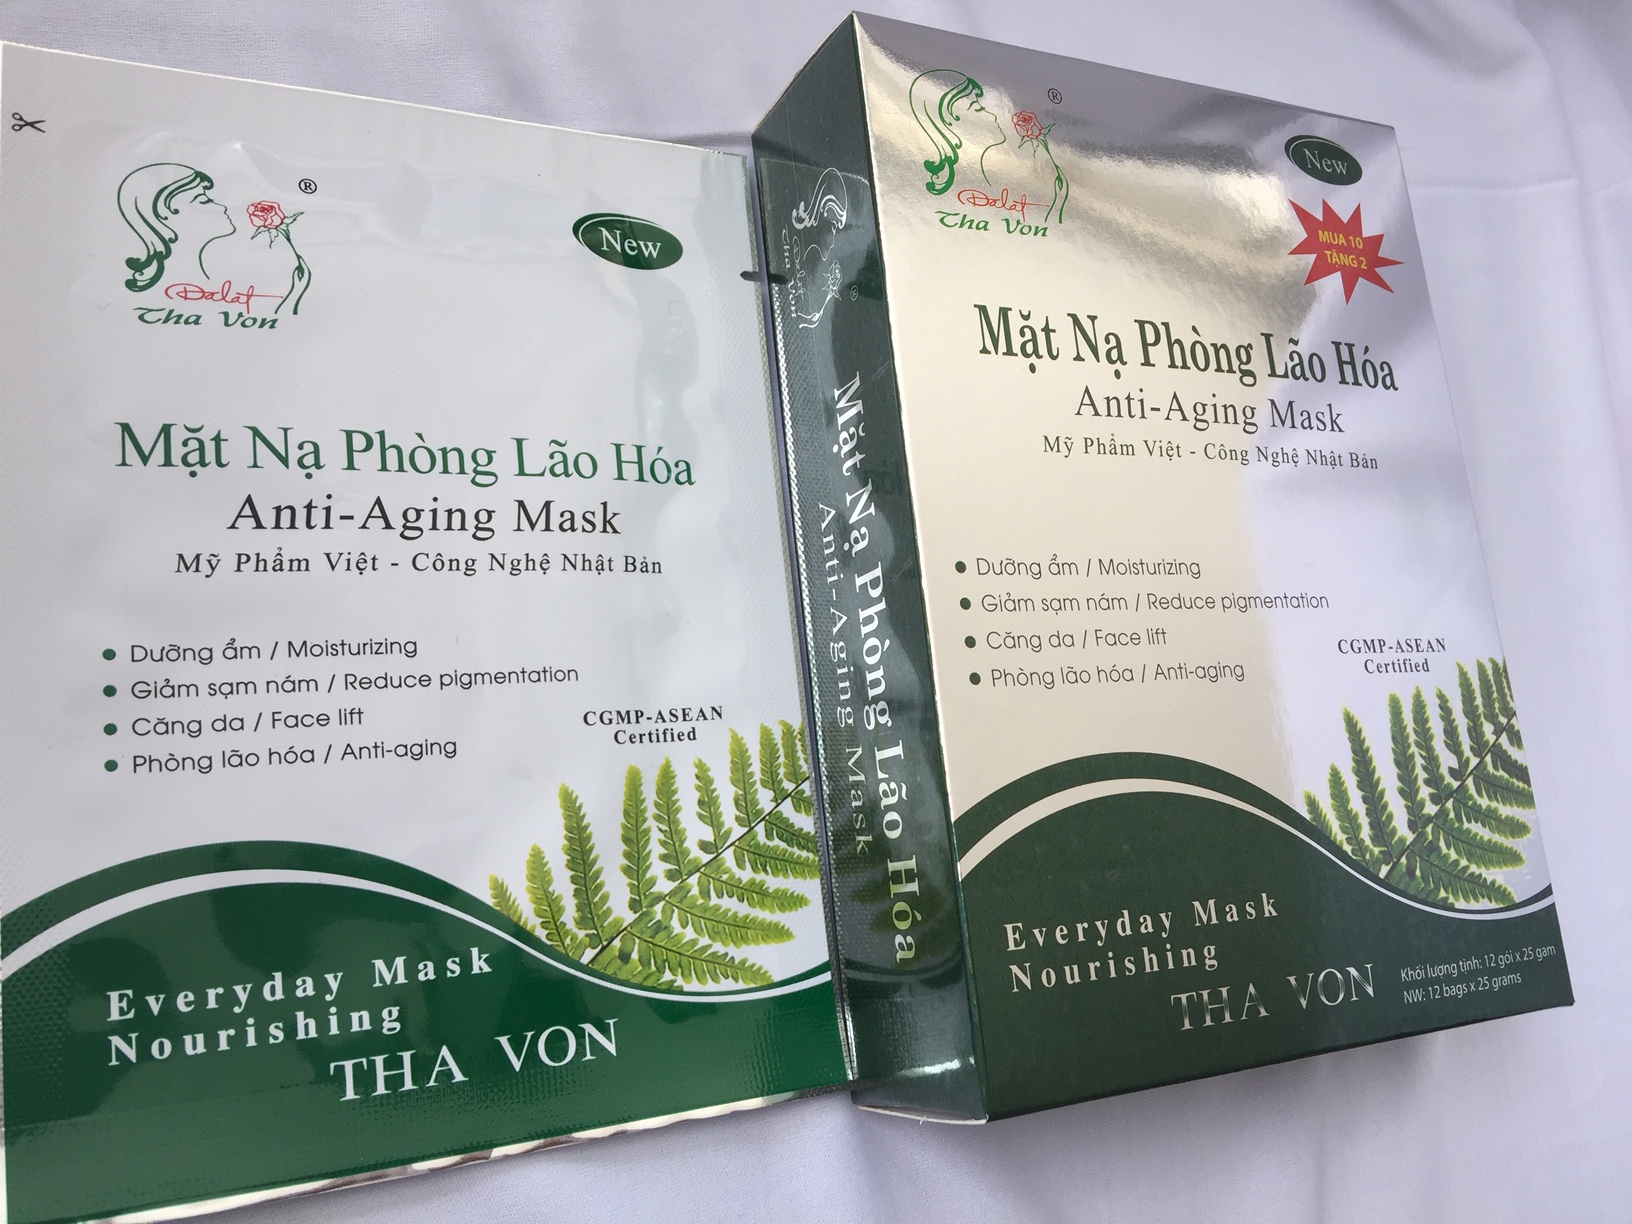 ®
Dalat
Tha Von
New
Mặt Nạ Phòng Lão Hóa
Anti-Aging Mask
Mỹ Phẩm Việt - Công Nghệ Nhật Bản
Dưỡng ẩm / Moisturizing
Giảm sạm nám / Reduce pigmentation
Căng da / Face lift
Phòng lão hóa / Anti-aging
CGMP-ASEAN
Certified
Everyday Mask
Nourishing
THA VON
Dalat
Tha Von
®
Mặt Nạ Phòng Lão Hóa
Anti-Aging Mask
®
Dalat
Tha Von
New
MUA 10
TẶNG 2
Mặt Nạ Phòng Lão Hóa
Anti-Aging Mask
Mỹ Phẩm Việt - Công Nghệ Nhật Bản
Dưỡng ẩm / Moisturizing
Giảm sạm nám / Reduce pigmentation
Căng da / Face lift
Phòng lão hóa / Anti-aging
CGMP-ASEAN
Certified
Everyday Mask
Nourishing
THA VON
Khối lượng tịnh: 12 gói x 25 gam
NW: 12 bags x 25 grams